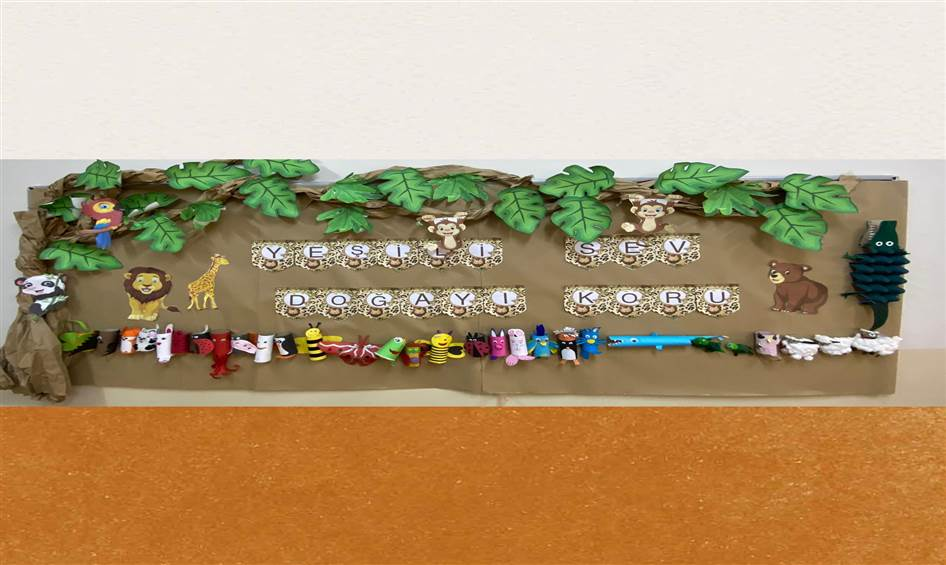 YEŞİLİ SEV
DOĞAYI KORU